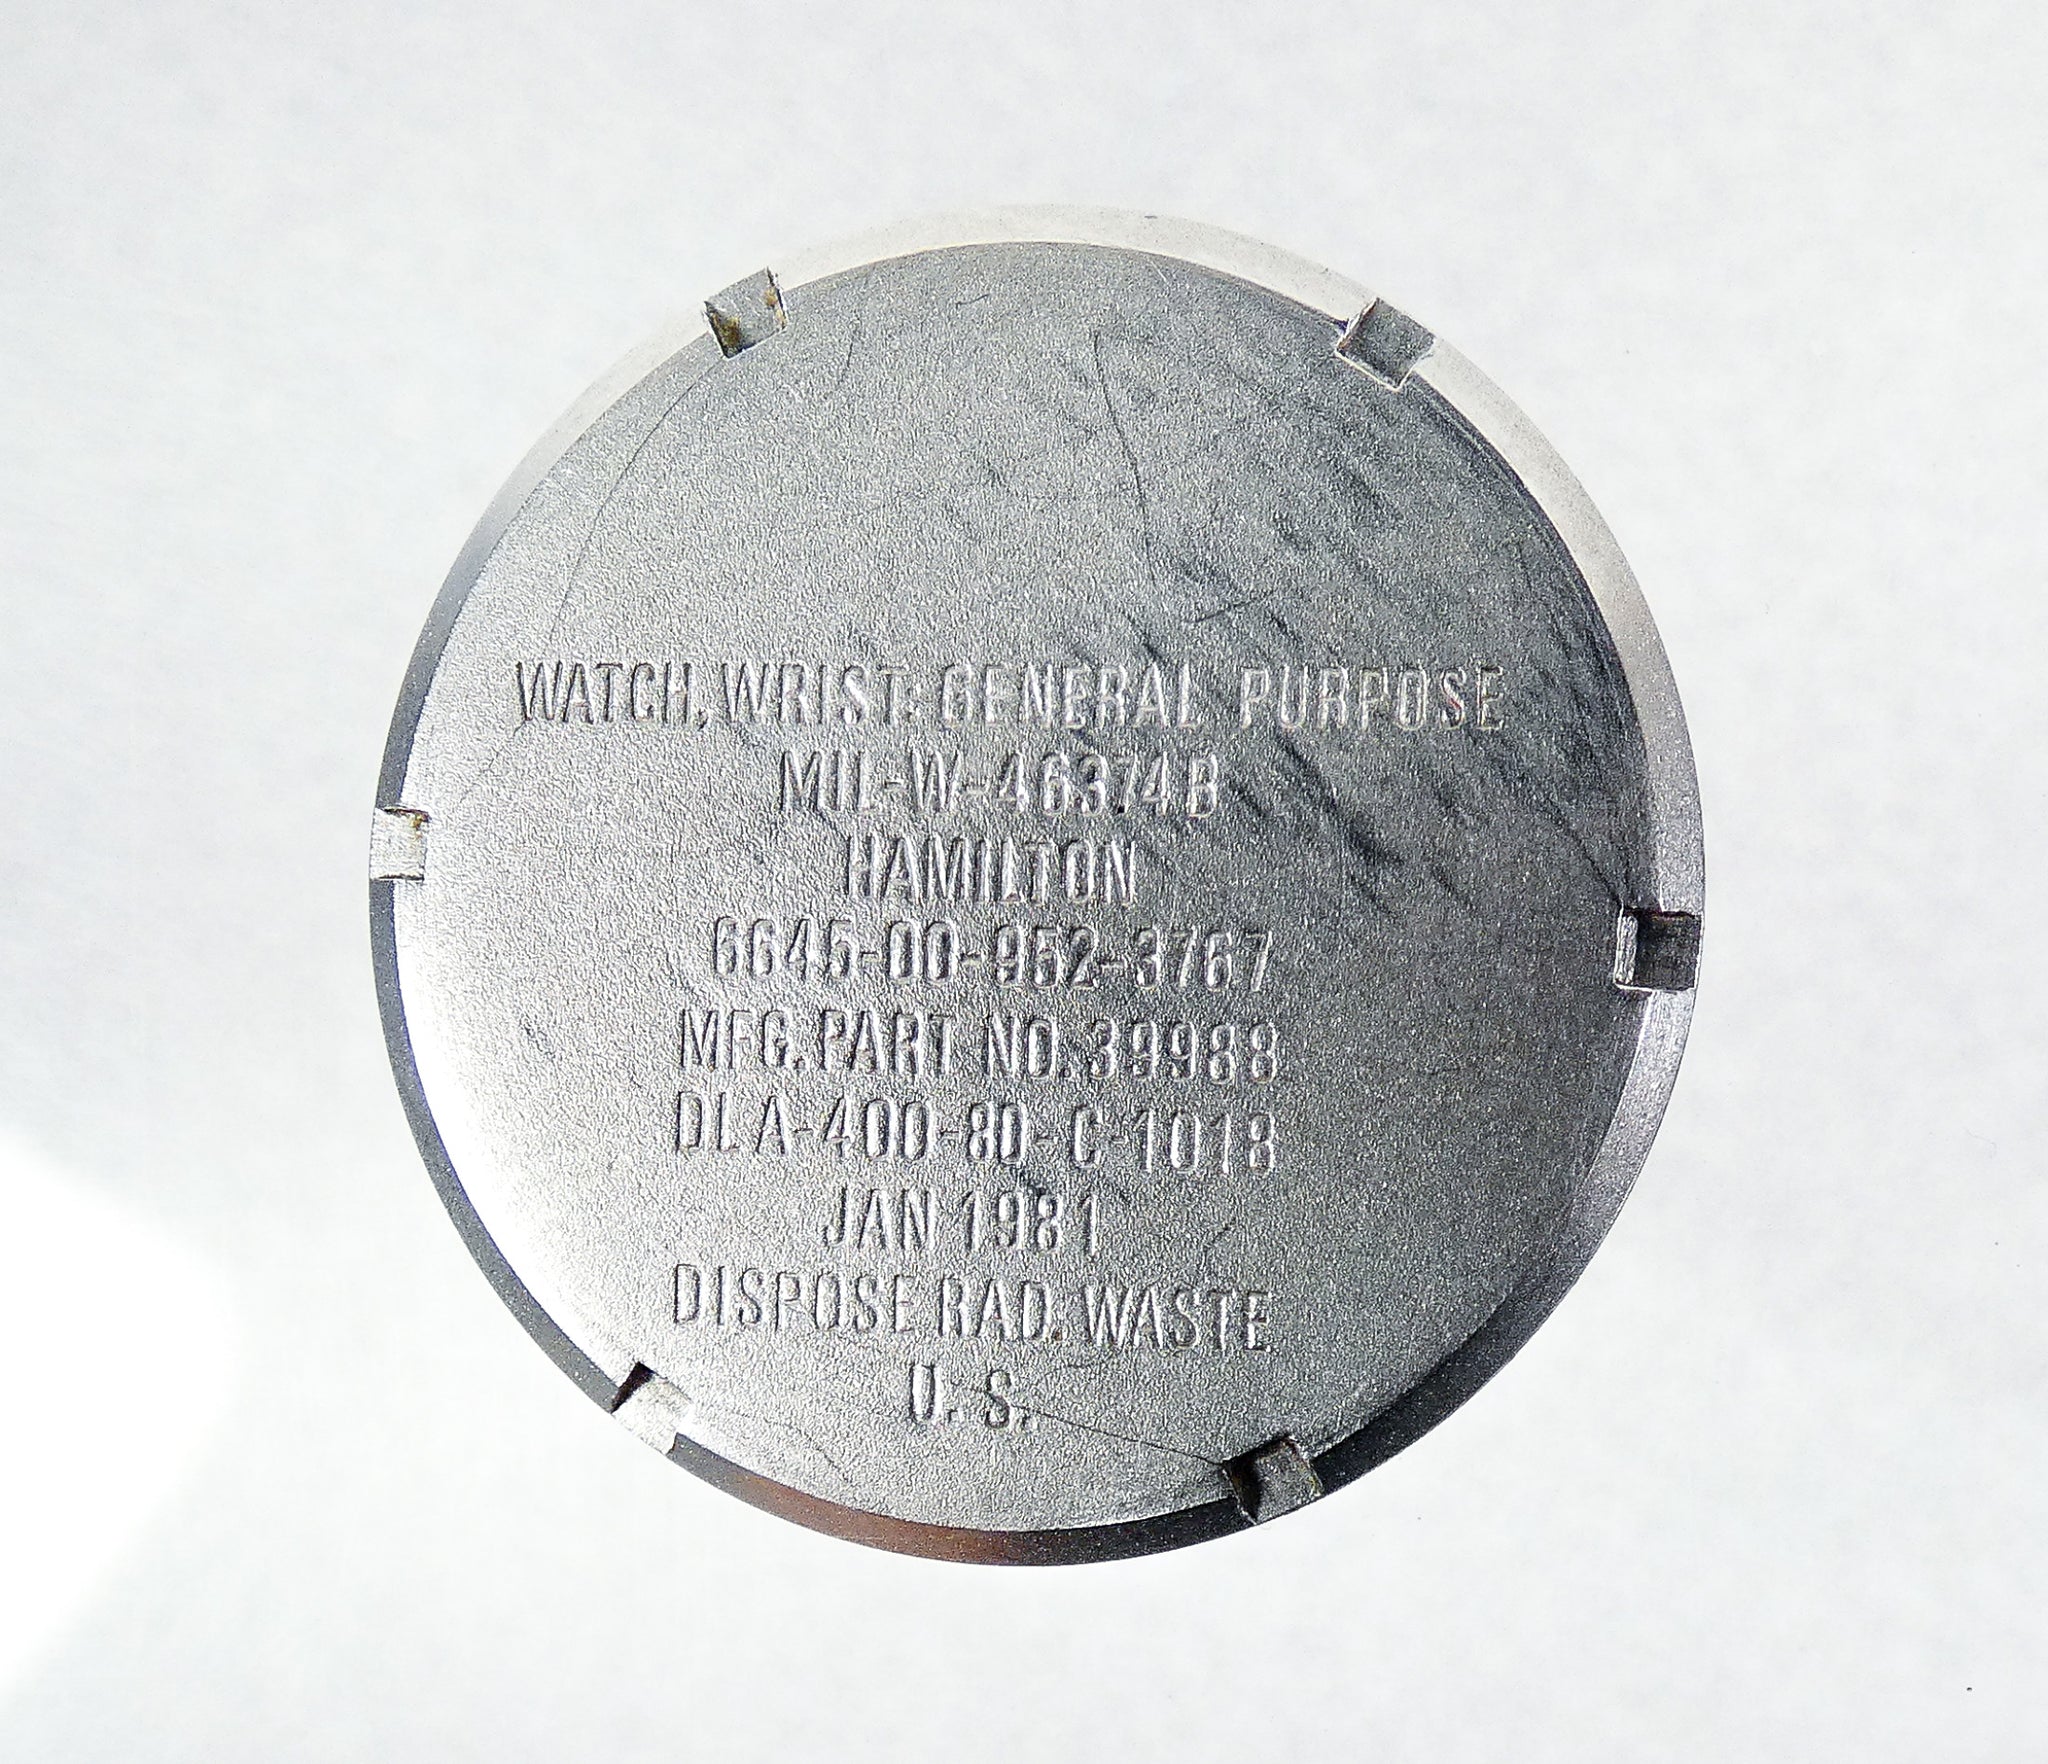 WATCH, WRIST: GENERAL PURPOSE
MIL-W-46374B
HAMILTON
6645-00-952-3767
MFG. PART NO. 39988
DLA-400-80-C-1018
JAN 1981
DISPOSE RAD. WASTE
U. S.